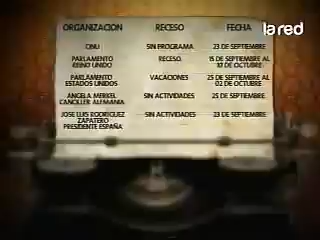 la red
ORGANIZACION RECESO FECHA
ONU SIN PROGRAMA 23 DE SEPTIEMBRE
PARLAMENTO REINO UNIDO RECESO 15 DE SEPTIEMBRE AL 10 DE OCTUBRE
PARLAMENTO ESTADOS UNIDOS VACACIONES 25 DE SEPTIEMBRE AL 02 DE OCTUBRE
ANGELA MERKEL CANCILLER ALEMANIA SIN ACTIVIDADES 25 DE SEPTIEMBRE
JOSE LUIS RODRIGUEZ ZAPATERO PRESIDENTE ESPAÑA SIN ACTIVIDADES 23 DE SEPTIEMBRE